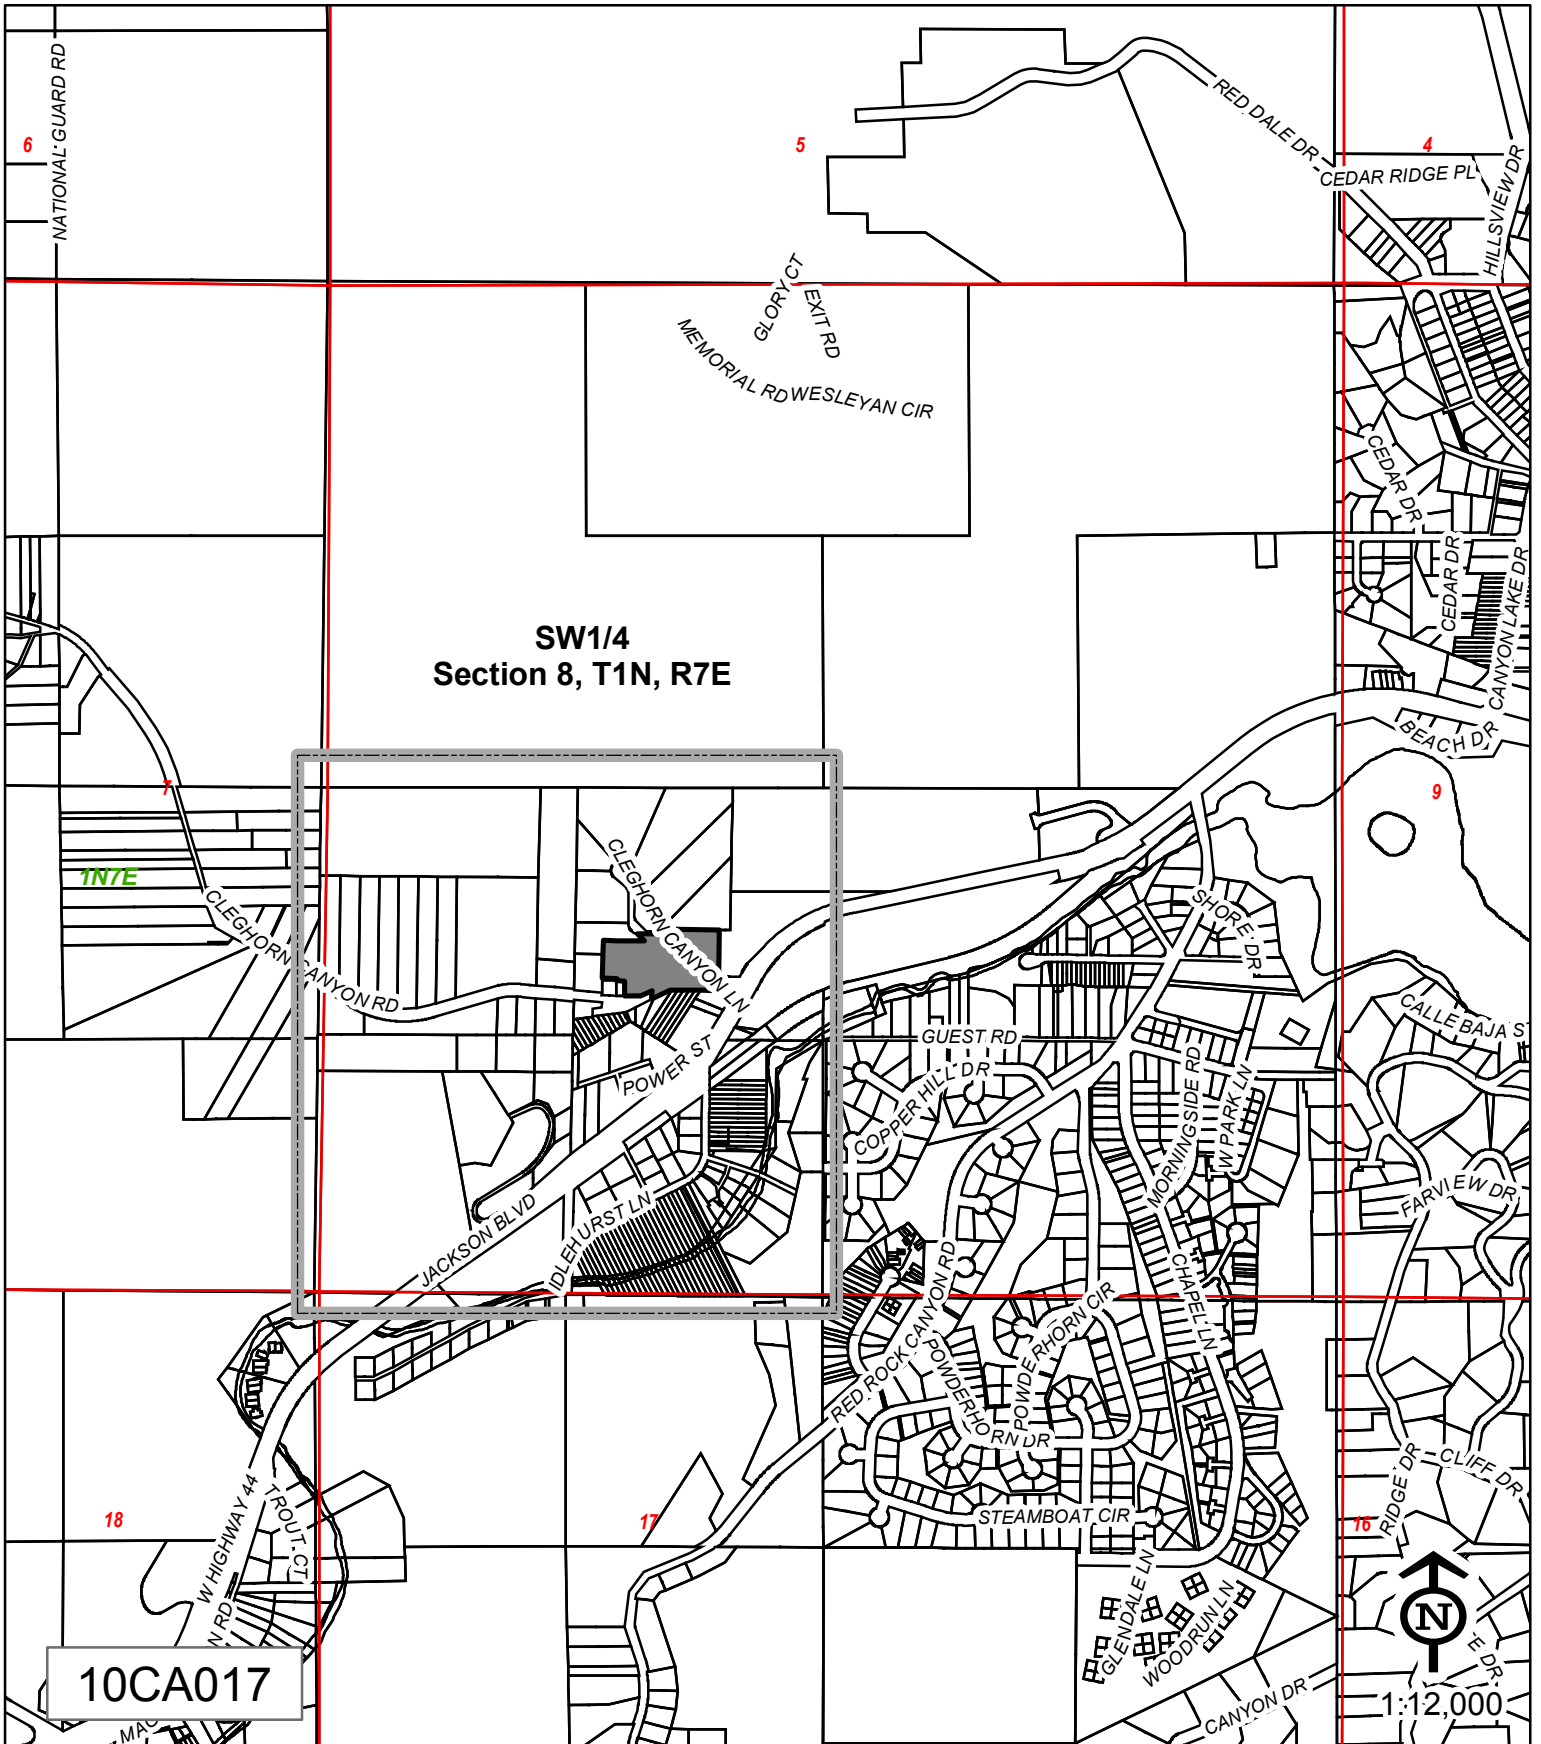 NATIONAL GUARD RD
6
5
4
RED DALE DR
CEDAR RIDGE PL
HILLSVIEW DR
GLORY CT
EXIT RD
MEMORIAL RD
WESLEYAN CIR
CEDAR DR
CEDAR DR
CANYON LAKE DR
SW1/4
Section 8, T1N, R7E
BEACH DR
7
9
1N7E
CLEGHORN CANYON RD
CLEGHORN CANYON LN
SHORE DR
CALLE BAJA S
POWER ST
GUEST RD
COPPER HILL DR
MORNINGSIDE RD
W PARK LN
FARVIEW DR
JACKSON BLVD
IDLEHURST LN
RED ROCK CANYON RD
CHAPEL LN
POWDERHORN CIR
POWDERHORN DR
STEAMBOAT CIR
RIDGE DR
CLIFF DR
18
17
16
W HIGHWAY 44
TROUT CT
N RD
GLENDALE LN
WOODRUN LN
CANYON DR
E DR
MAC
10CA017
N
1:12,000